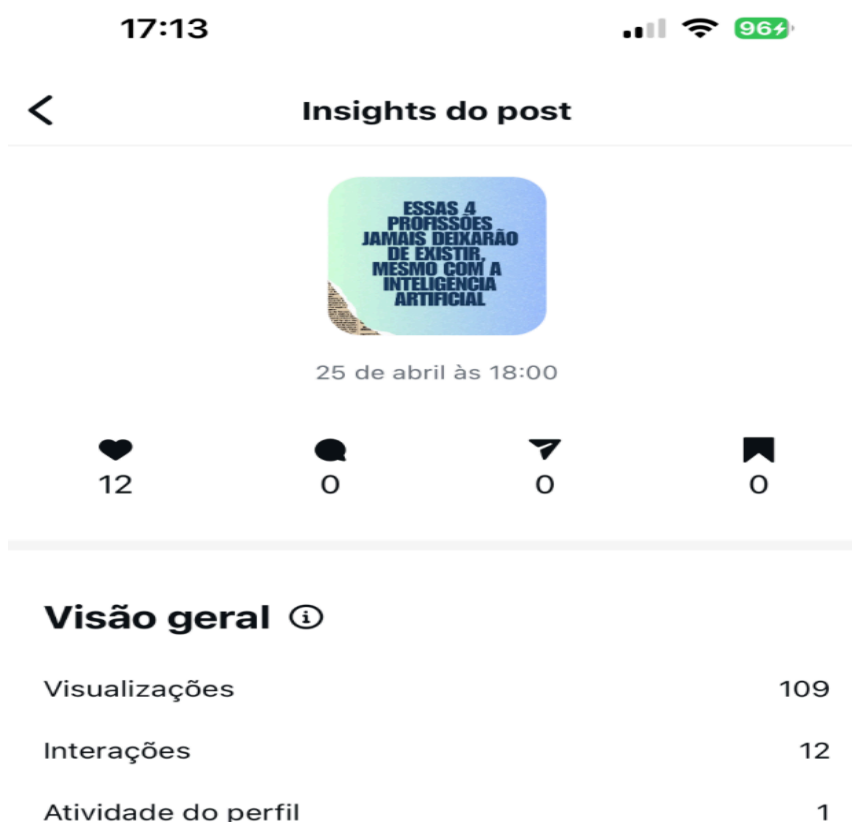 17:13
96
Insights do post
ESSAS 4
PROFISSÕES
JAMAIS DEIXARÃO
DE EXISTIR,
MESMO COM A
INTELIGENCIA
ARTIFICIAL
25 de abril às 18:00
12
0
0
0
Visão geral
Visualizações 109
Interações 12
Atividade do perfil 1